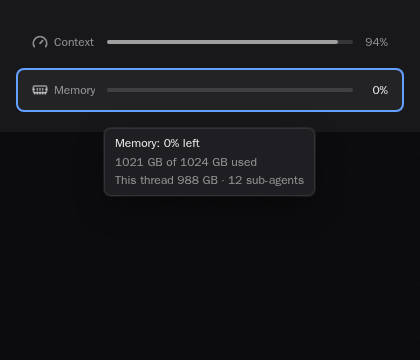 Context 94%
Memory 0%
Memory: 0% left
1021 GB of 1024 GB used
This thread 988 GB · 12 sub-agents